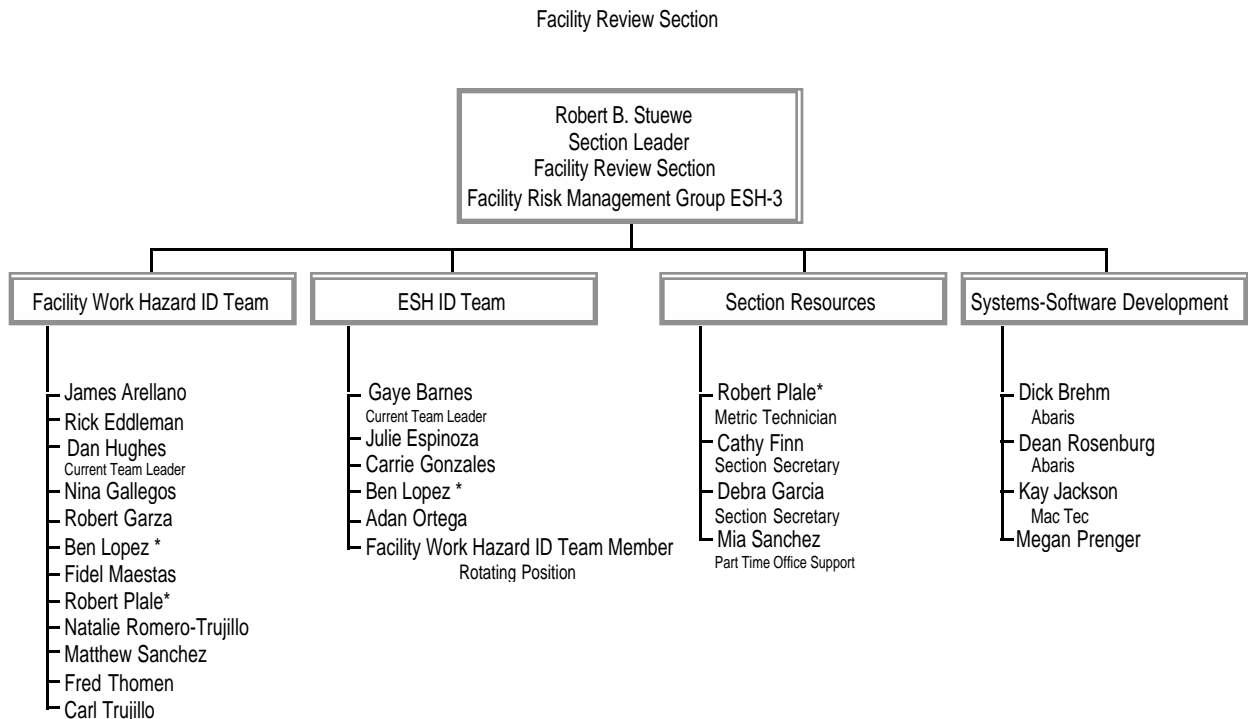 Facility Review Section
Robert B. Stuewe
Section Leader
Facility Review Section
Facility Risk Management Group ESH-3
Facility Work Hazard ID Team
James Arellano
Rick Eddleman
Dan Hughes
Current Team Leader
Nina Gallegos
Robert Garza
Ben Lopez *
Fidel Maestas
Robert Plale*
Natalie Romero-Trujillo
Matthew Sanchez
Fred Thomen
Carl Trujillo
ESH ID Team
Gaye Barnes
Current Team Leader
Julie Espinoza
Carrie Gonzales
Ben Lopez *
Adan Ortega
Facility Work Hazard ID Team Member
Rotating Position
Section Resources
Robert Plale*
Metric Technician
Cathy Finn
Section Secretary
Debra Garcia
Section Secretary
Mia Sanchez
Part Time Office Support
Systems-Software Development
Dick Brehm
Abaris
Dean Rosenburg
Abaris
Kay Jackson
Mac Tec
Megan Prenger